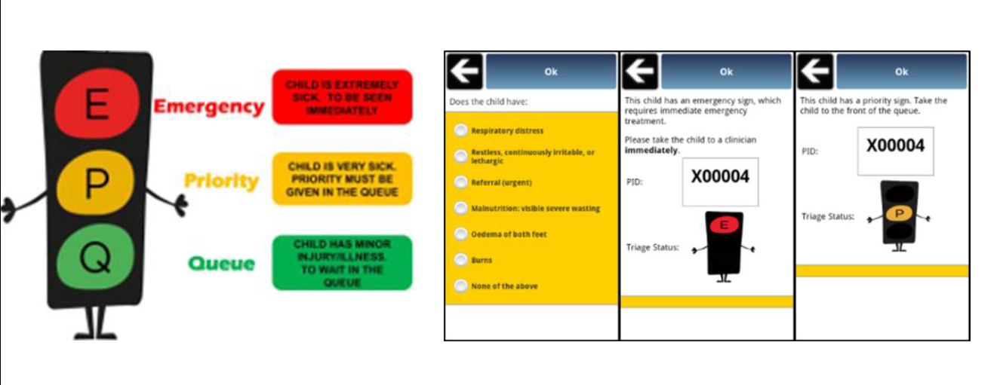 E
Emergency
CHILD IS EXTREMELY
SICK. TO BE SEEN
IMMEDIATELY
P
Priority
CHILD IS VERY SICK.
PRIORITY MUST BE
GIVEN IN THE QUEUE
Q
Queue
CHILD HAS MINOR
INJURY/ILLNESS.
TO WAIT IN THE
QUEUE
Ok
Does the child have:
Respiratory distress
Restless, continuously irritable, or
lethargic
Referral (urgent)
Malnutrition: visible severe wasting
Oedema of both feet
Burns
None of the above
Ok
This child has an emergency sign, which
requires immediate emergency
treatment.
Please take the child to a clinician
immediately.
PID:
X00004
E
Triage Status:
Ok
This child has a priority sign. Take the
child to the front of the queue.
PID:
X00004
Triage Status:
P